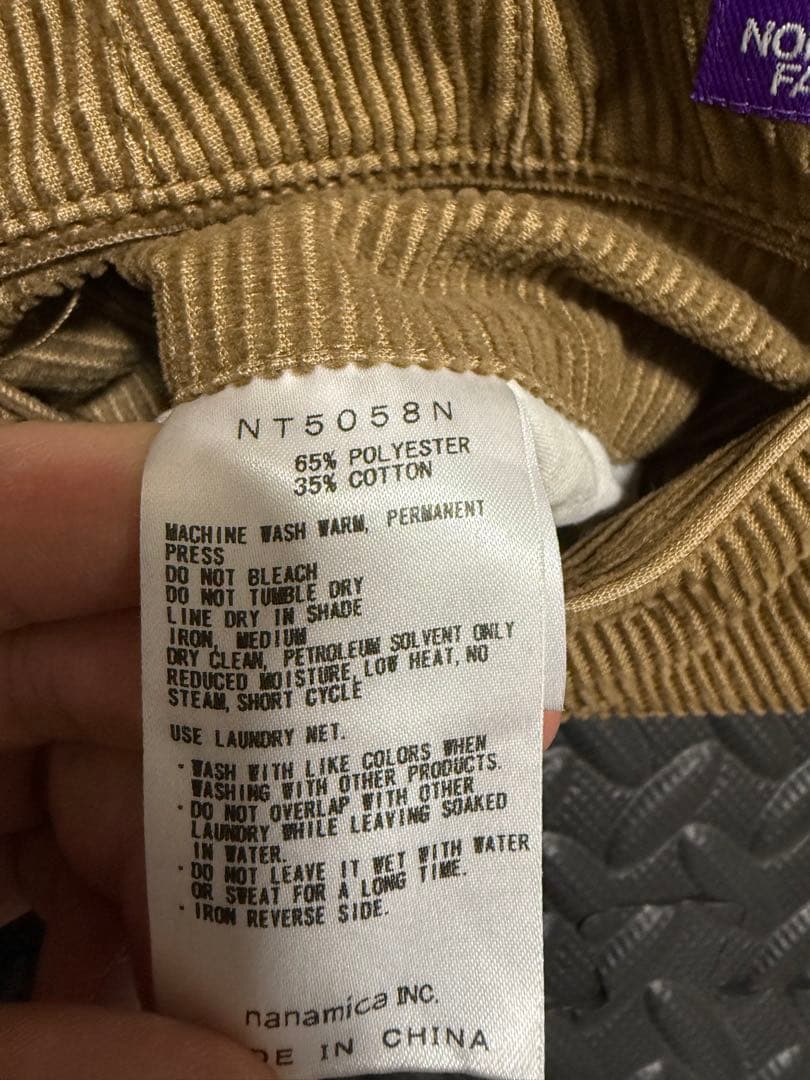 NO
FA
NT5058N
65% POLYESTER
35% COTTON
MACHINE WASH WARM, PERMANENT
PRESS
DO NOT BLEACH
DO NOT TUMBLE DRY
LINE DRY IN SHADE
IRON, MEDIUM
DRY CLEAN, PETROLEUM SOLVENT ONLY
REDUCED MOISTURE, LOW HEAT, NO
STEAM, SHORT CYCLE
USE LAUNDRY NET.
・WASH WITH LIKE COLORS WHEN
WASHING WITH OTHER PRODUCTS.
・DO NOT OVERLAP WITH OTHER
LAUNDRY WHILE LEAVING SOAKED
IN WATER.
・DO NOT LEAVE IT WET WITH WATER
OR SWEAT FOR A LONG TIME.
・IRON REVERSE SIDE.
nanamica INC.
DE IN CHINA